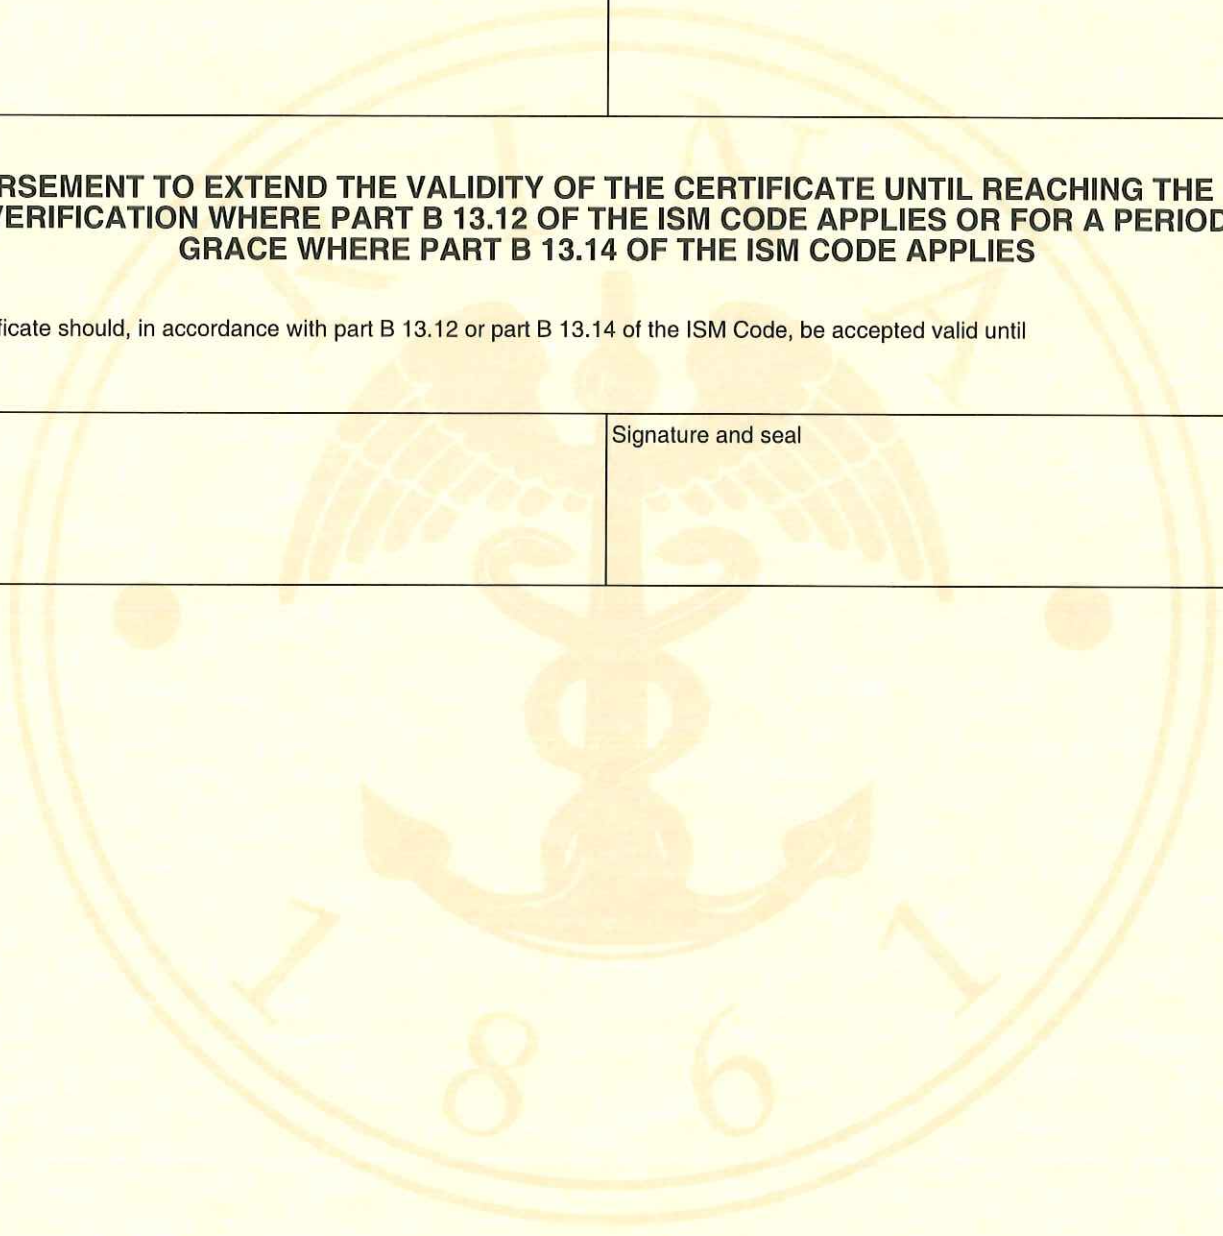 RSEMENT TO EXTEND THE VALIDITY OF THE CERTIFICATE UNTIL REACHING THE
VERIFICATION WHERE PART B 13.12 OF THE ISM CODE APPLIES OR FOR A PERIOD
GRACE WHERE PART B 13.14 OF THE ISM CODE APPLIES
ficate should, in accordance with part B 13.12 or part B 13.14 of the ISM Code, be accepted valid until
Signature and seal
R I N A
1 8 6 1